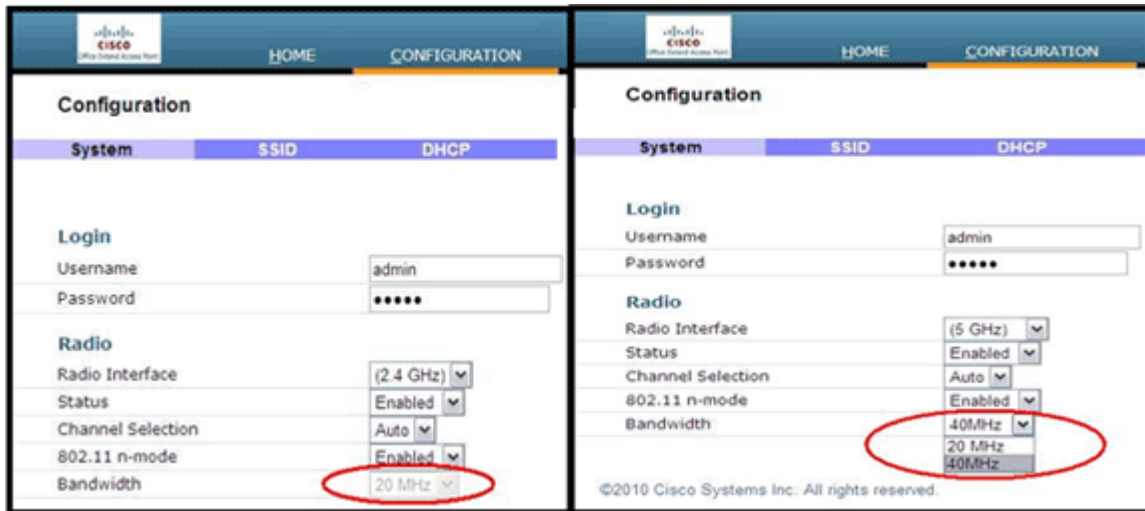 CISCO
HOME CONFIGURATION
Configuration
System SSID DHCP
Login
Username admin
Password •••••
Radio
Radio Interface (2.4 GHz)
Status Enabled
Channel Selection Auto
802.11 n-mode Enabled
Bandwidth 20 MHz
CISCO
HOME CONFIGURATION
Configuration
System SSID DHCP
Login
Username admin
Password •••••
Radio
Radio Interface (5 GHz)
Status Enabled
Channel Selection Auto
802.11 n-mode Enabled
Bandwidth 40MHz
20 MHz
40MHz
©2010 Cisco Systems Inc. All rights reserved.